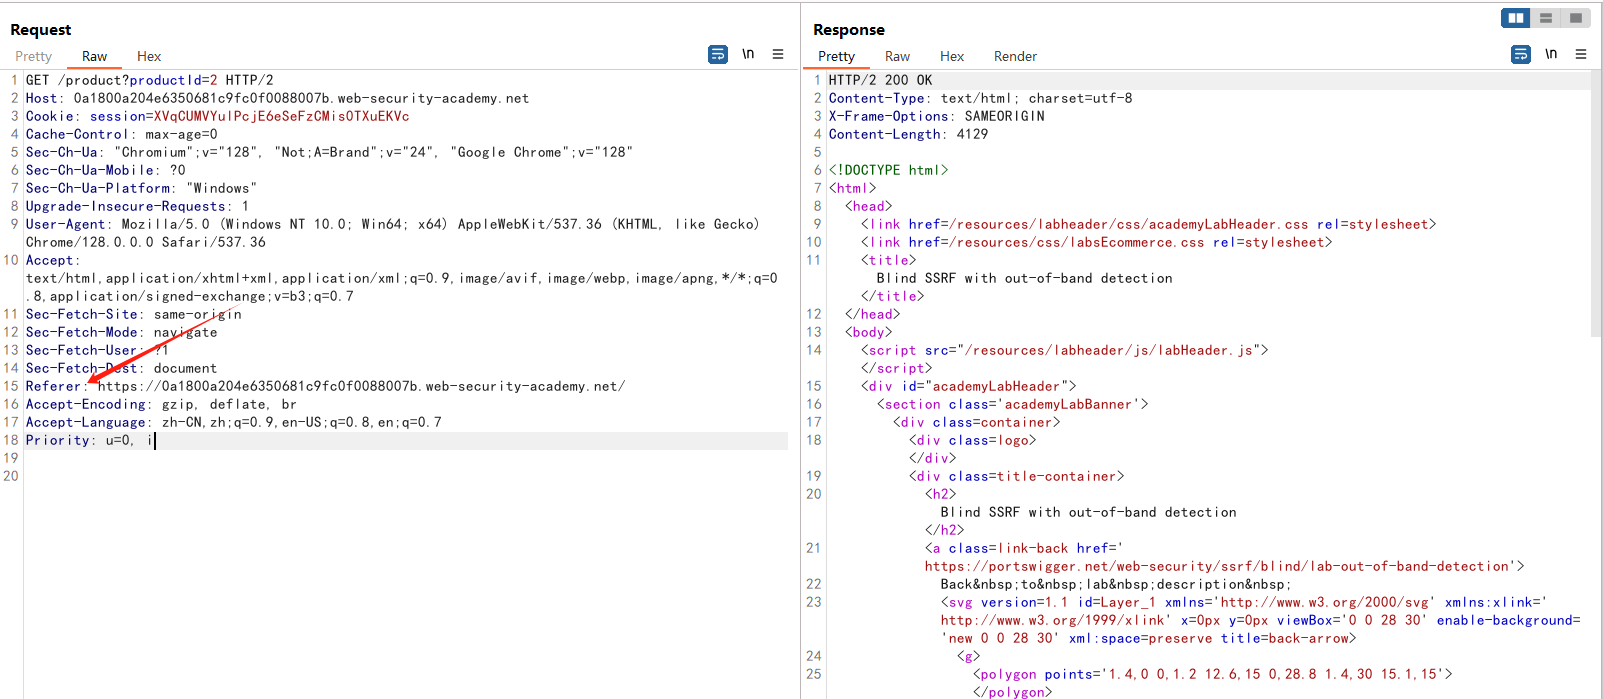 Request
Pretty Raw Hex
\n
1 GET /product?productId=2 HTTP/2
2 Host: 0a1800a204e6350681c9fc0f0088007b.web-security-academy.net
3 Cookie: session=XVqCUMVYulPcjE6eSeFzCMisOTXuEKVc
4 Cache-Control: max-age=0
5 Sec-Ch-Ua: "Chromium";v="128", "Not;A=Brand";v="24", "Google Chrome";v="128"
6 Sec-Ch-Ua-Mobile: ?0
7 Sec-Ch-Ua-Platform: "Windows"
8 Upgrade-Insecure-Requests: 1
9 User-Agent: Mozilla/5.0 (Windows NT 10.0; Win64; x64) AppleWebKit/537.36 (KHTML, like Gecko)
Chrome/128.0.0.0 Safari/537.36
10 Accept:
text/html,application/xhtml+xml,application/xml;q=0.9,image/avif,image/webp,image/apng,*/*;q=0
.8,application/signed-exchange;v=b3;q=0.7
11 Sec-Fetch-Site: same-origin
12 Sec-Fetch-Mode: navigate
13 Sec-Fetch-User: ?1
14 Sec-Fetch-Dest: document
15 Referer: https://0a1800a204e6350681c9fc0f0088007b.web-security-academy.net/
16 Accept-Encoding: gzip, deflate, br
17 Accept-Language: zh-CN,zh;q=0.9,en-US;q=0.8,en;q=0.7
18 Priority: u=0, i
19
20
Response
Pretty Raw Hex Render
\n
1 HTTP/2 200 OK
2 Content-Type: text/html; charset=utf-8
3 X-Frame-Options: SAMEORIGIN
4 Content-Length: 4129
5
6 <!DOCTYPE html>
7 <html>
8 <head>
9 <link href=/resources/labheader/css/academyLabHeader.css rel=stylesheet>
10 <link href=/resources/css/labsEcommerce.css rel=stylesheet>
11 <title>
Blind SSRF with out-of-band detection
</title>
12 </head>
13 <body>
14 <script src="/resources/labheader/js/labHeader.js">
</script>
15 <div id="academyLabHeader">
16 <section class='academyLabBanner'>
17 <div class=container>
18 <div class=logo>
</div>
19 <div class=title-container>
20 <h2>
Blind SSRF with out-of-band detection
</h2>
21 <a class=link-back href='
https://portswigger.net/web-security/ssrf/blind/lab-out-of-band-detection'>
22 Back&nbsp;to&nbsp;lab&nbsp;description&nbsp;
23 <svg version=1.1 id=Layer_1 xmlns='http://www.w3.org/2000/svg' xmlns:xlink='
http://www.w3.org/1999/xlink' x=0px y=0px viewBox='0 0 28 30' enable-background=
'new 0 0 28 30' xml:space=preserve title=back-arrow>
24 <g>
25 <polygon points='1.4,0 0,1.2 12.6,15 0,28.8 1.4,30 15.1,15'>
</polygon>